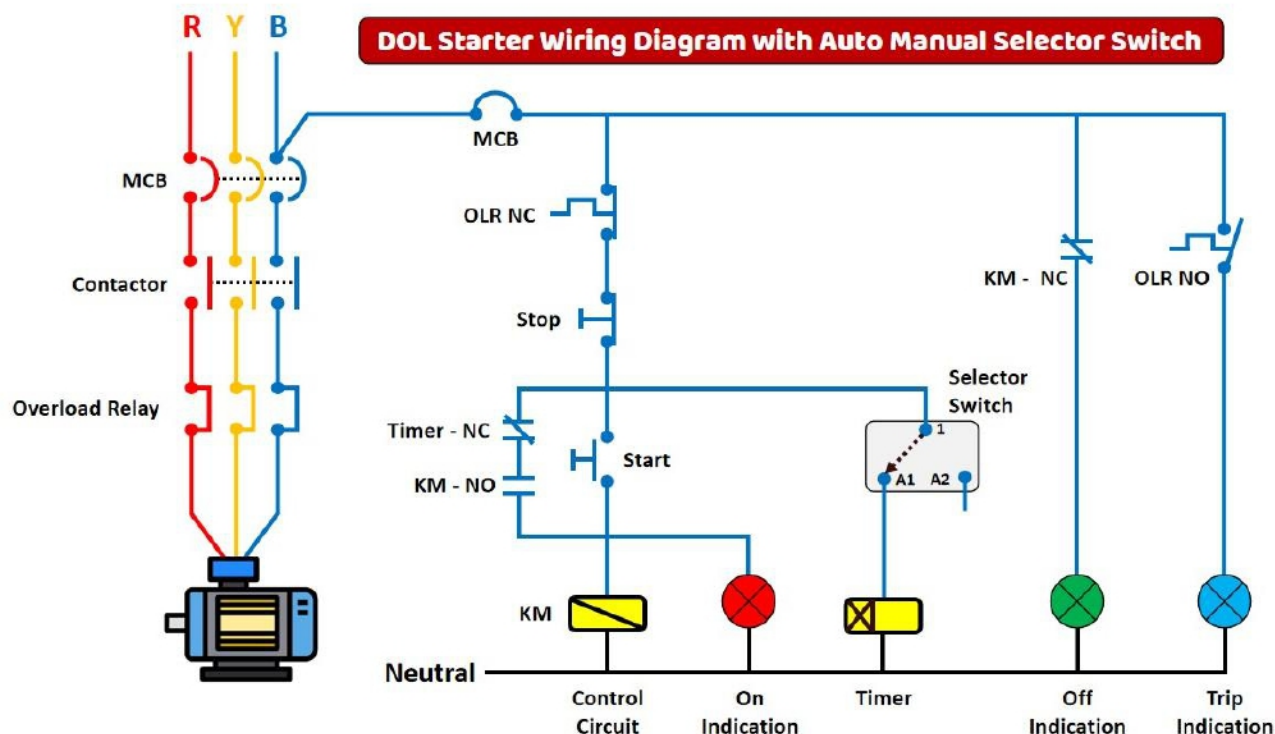 R Y B
DOL Starter Wiring Diagram with Auto Manual Selector Switch
MCB
MCB
OLR NC
Contactor
KM - NC
OLR NO
Stop
Selector
Switch
Overload Relay
Timer - NC
1
Start
KM - NO
A1 A2
KM
Neutral
Control
Circuit
On
Indication
Timer
Off
Indication
Trip
Indication